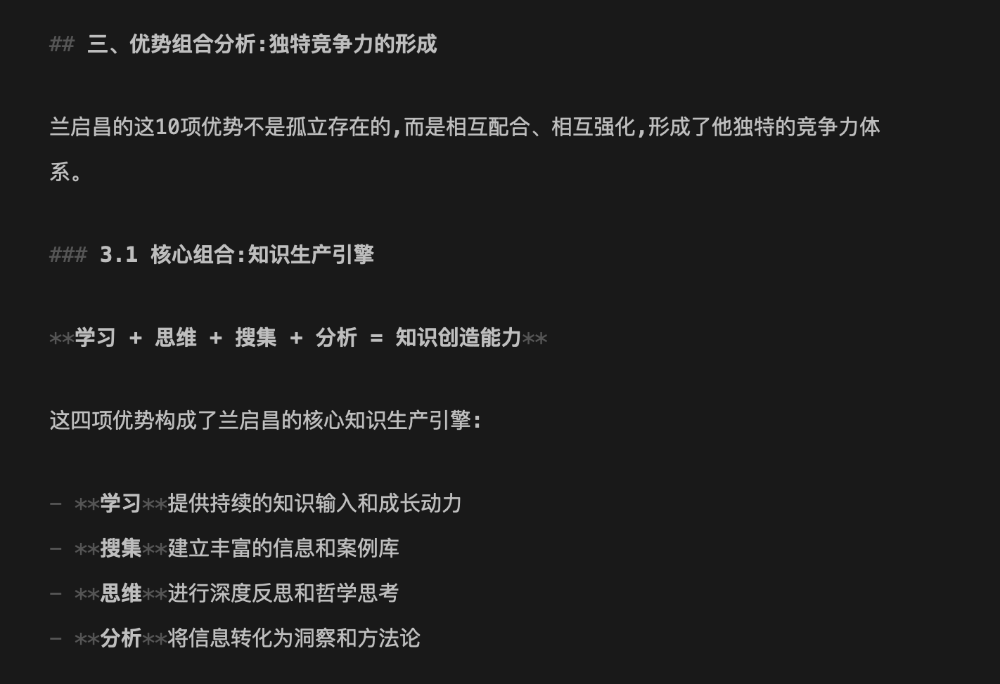 ## 三、优势组合分析:独特竞争力的形成
兰启昌的这10项优势不是孤立存在的,而是相互配合、相互强化,形成了他独特的竞争力体
系。
### 3.1 核心组合:知识生产引擎
**学习 + 思维 + 搜集 + 分析 = 知识创造能力**
这四项优势构成了兰启昌的核心知识生产引擎:
- **学习**提供持续的知识输入和成长动力
- **搜集**建立丰富的信息和案例库
- **思维**进行深度反思和哲学思考
- **分析**将信息转化为洞察和方法论